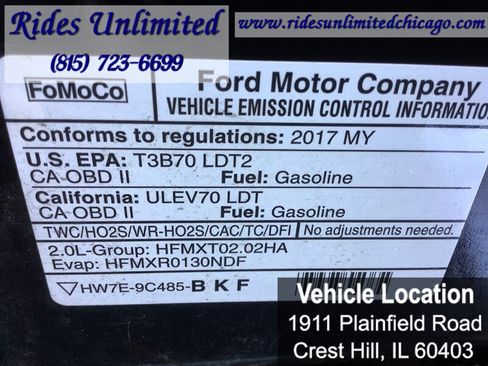 Rides Unlimited
(815) 723-6699
www.ridesunlimitedchicago.com
FoMoCo
Ford Motor Company
VEHICLE EMISSION CONTROL INFORMATION
Conforms to regulations: 2017 MY
U.S. EPA: T3B70 LDT2
CA OBD II Fuel: Gasoline
California: ULEV70 LDT
CA OBD II Fuel: Gasoline
TWC/HO2S/WR-HO2S/CAC/TC/DFI No adjustments needed.
2.0L-Group: HFMXT02.02HA
Evap: HFMXR0130NDF
HW7E-9C485-BKF
Vehicle Location
1911 Plainfield Road
Crest Hill, IL 60403